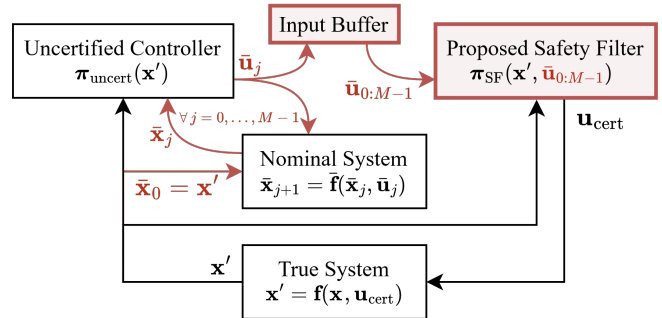 Input Buffer
Uncertified Controller
𝛑_uncert(𝐱′)
Proposed Safety Filter
𝛑_SF(𝐱′, 𝐮̄_{0:M−1})
𝐮̄_j
𝐮̄_{0:M−1}
∀ j = 0, . . . , M − 1
𝐱̄_j
𝐮_cert
Nominal System
𝐱̄_{j+1} = 𝐟̄(𝐱̄_j, 𝐮̄_j)
𝐱̄_0 = 𝐱′
𝐱′
True System
𝐱′ = 𝐟(𝐱, 𝐮_cert)